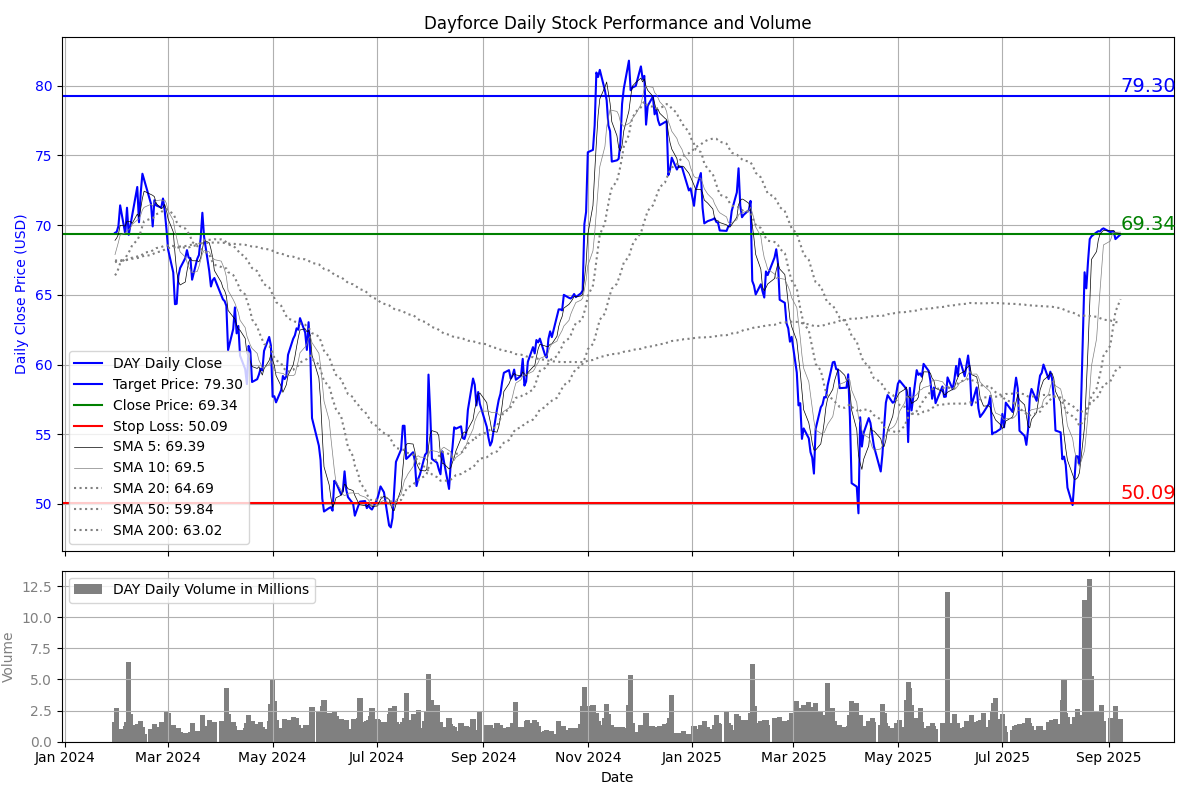 Dayforce Daily Stock Performance and Volume
Daily Close Price (USD)
80
75
70
65
60
55
50
79.30
69.34
50.09
DAY Daily Close
Target Price: 79.30
Close Price: 69.34
Stop Loss: 50.09
SMA 5: 69.39
SMA 10: 69.5
SMA 20: 64.69
SMA 50: 59.84
SMA 200: 63.02
Volume
12.5
10.0
7.5
5.0
2.5
0.0
DAY Daily Volume in Millions
Jan 2024 Mar 2024 May 2024 Jul 2024 Sep 2024 Nov 2024 Jan 2025 Mar 2025 May 2025 Jul 2025 Sep 2025
Date